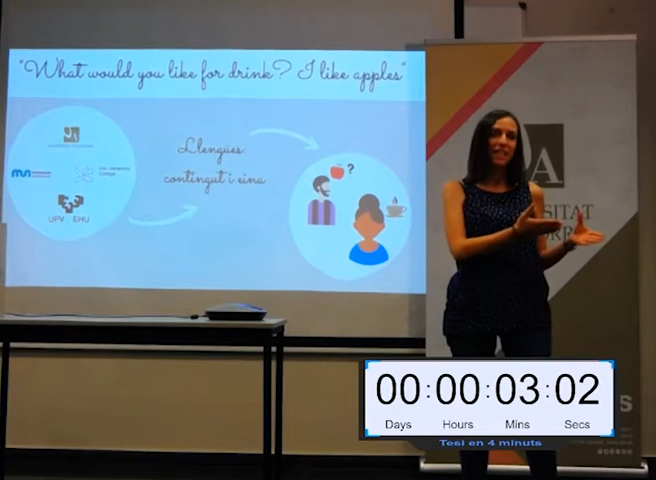 "What would you like for drink? I like apples"
Llengües:
contingut i eina
?
UPV EHU
A
SITAT
00:00:03:02
Days Hours Mins Secs
Tesi en 4 minuts